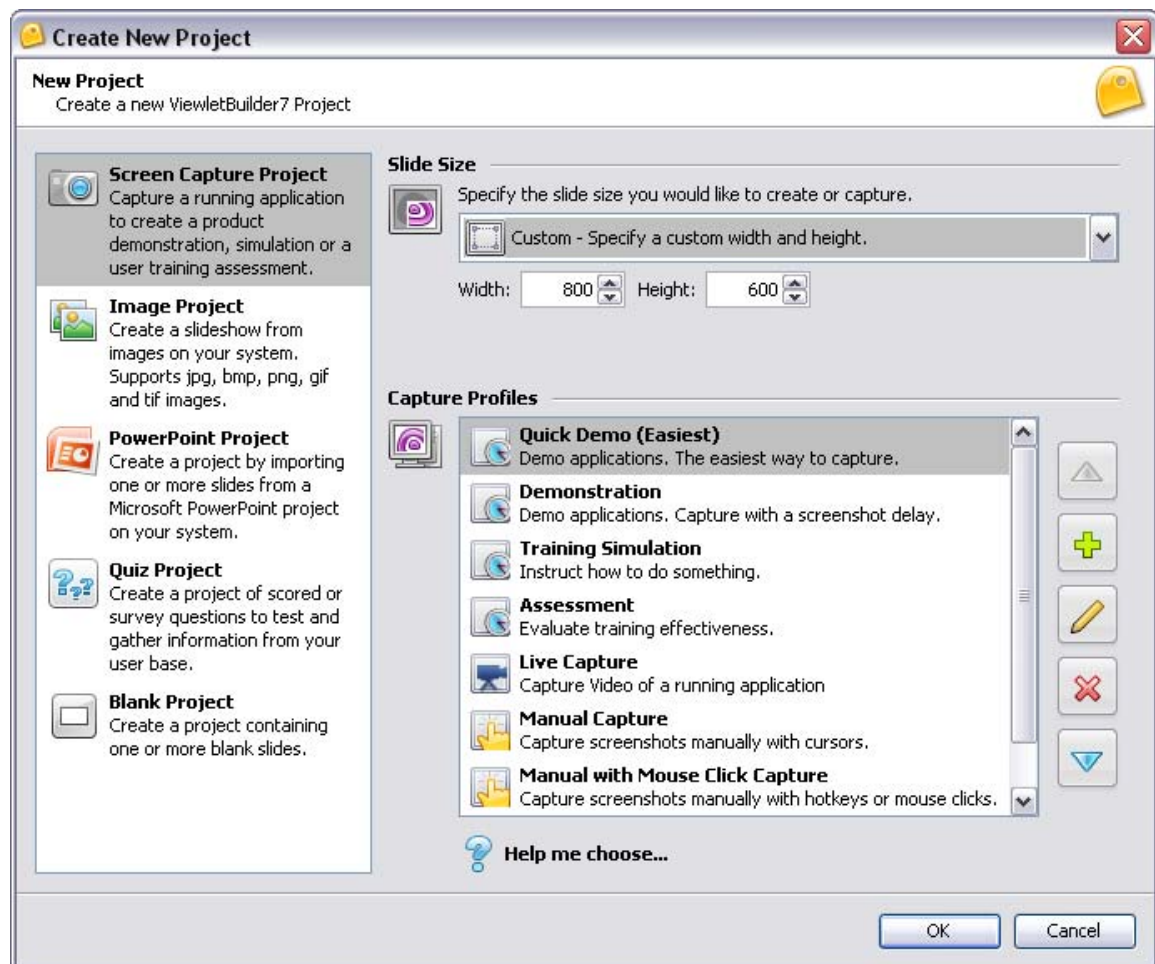 Create New Project
New Project
Create a new ViewletBuilder7 Project
Screen Capture Project
Capture a running application
to create a product
demonstration, simulation or a
user training assessment.
Image Project
Create a slideshow from
images on your system.
Supports jpg, bmp, png, gif
and tif images.
PowerPoint Project
Create a project by importing
one or more slides from a
Microsoft PowerPoint project
on your system.
Quiz Project
Create a project of scored or
survey questions to test and
gather information from your
user base.
Blank Project
Create a project containing
one or more blank slides.
Slide Size
Specify the slide size you would like to create or capture.
Custom - Specify a custom width and height.
Width: 800 Height: 600
Capture Profiles
Quick Demo (Easiest)
Demo applications. The easiest way to capture.
Demonstration
Demo applications. Capture with a screenshot delay.
Training Simulation
Instruct how to do something.
Assessment
Evaluate training effectiveness.
Live Capture
Capture Video of a running application
Manual Capture
Capture screenshots manually with cursors.
Manual with Mouse Click Capture
Capture screenshots manually with hotkeys or mouse clicks.
Help me choose...
OK Cancel